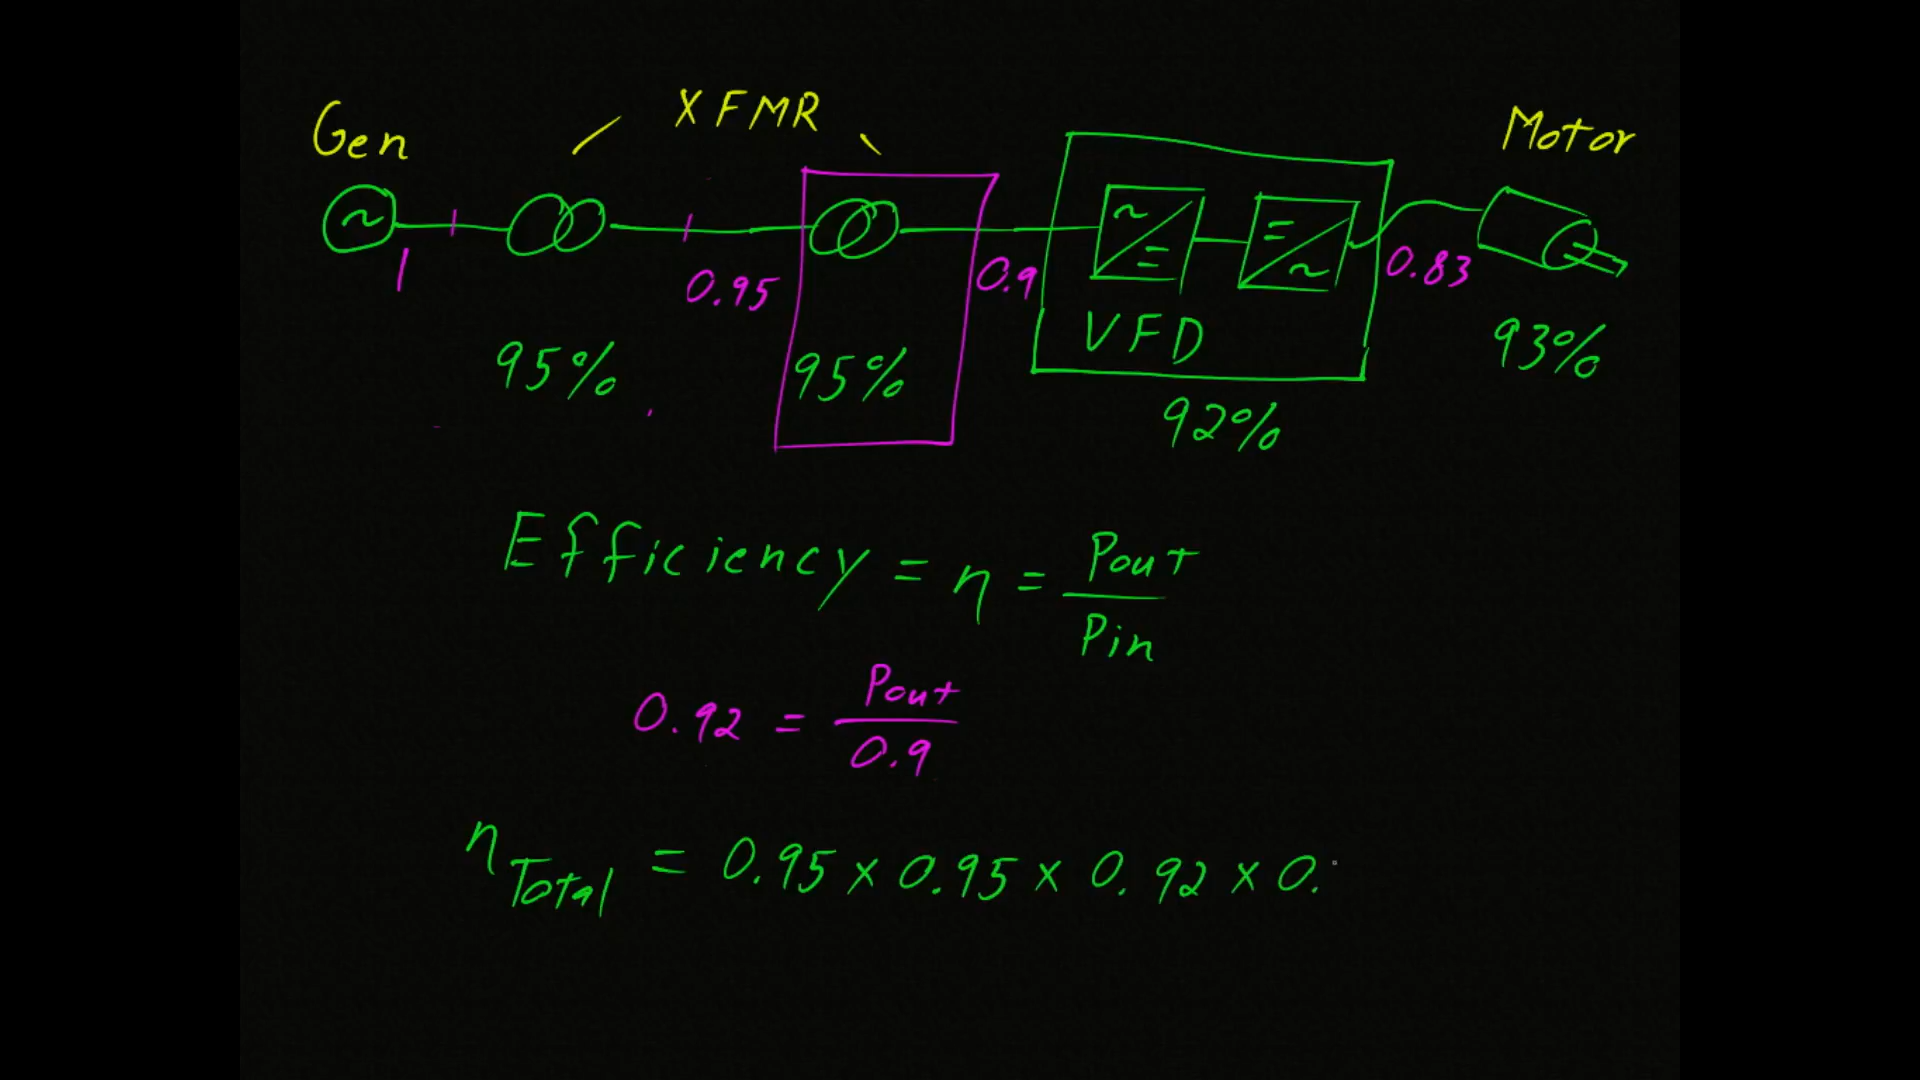 XFMR
Gen
Motor
~
~
=
=
~
1
0.95
0.9
0.83
VFD
95%
95%
93%
92%
Efficiency = η = Pout
Pin
0.92 = Pout
0.9
η Total = 0.95 x 0.95 x 0.92 x 0.